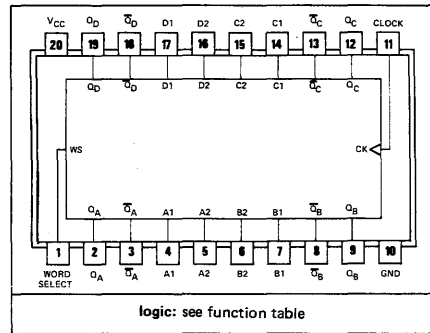 VCC QD Q̅D D1 D2 C2 C1 Q̅C QC CLOCK
20 19 18 17 16 15 14 13 12 11
QD Q̅D D1 D2 C2 C1 Q̅C QC
WS CK
QA Q̅A A1 A2 B2 B1 Q̅B QB
1 2 3 4 5 6 7 8 9 10
WORD SELECT QA Q̅A A1 A2 B2 B1 Q̅B QB GND
logic: see function table